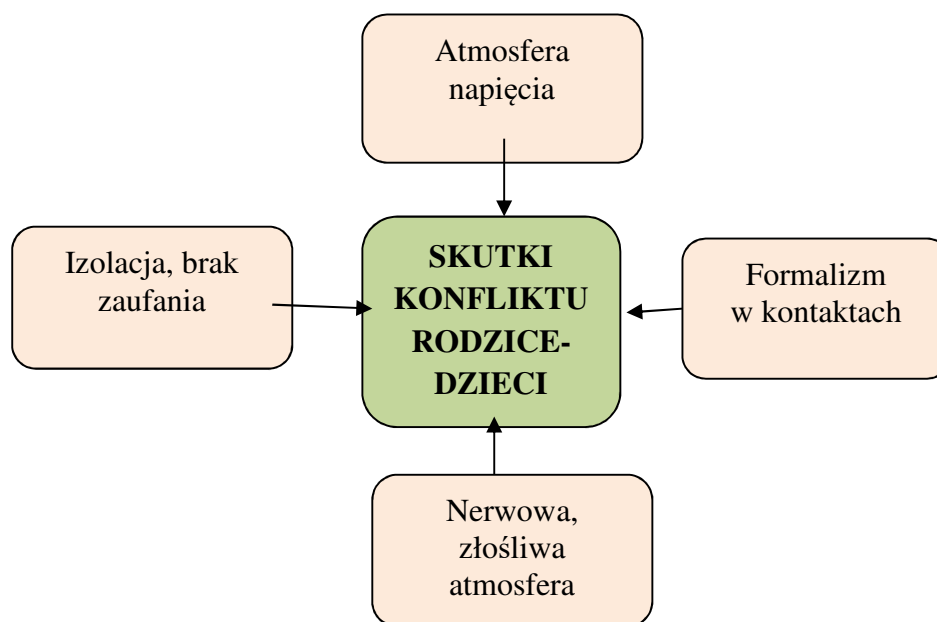 Atmosfera
napięcia
Izolacja, brak
zaufania
SKUTKI
KONFLIKTU
RODZICE-
DZIECI
Formalizm
w kontaktach
Nerwowa,
złośliwa
atmosfera